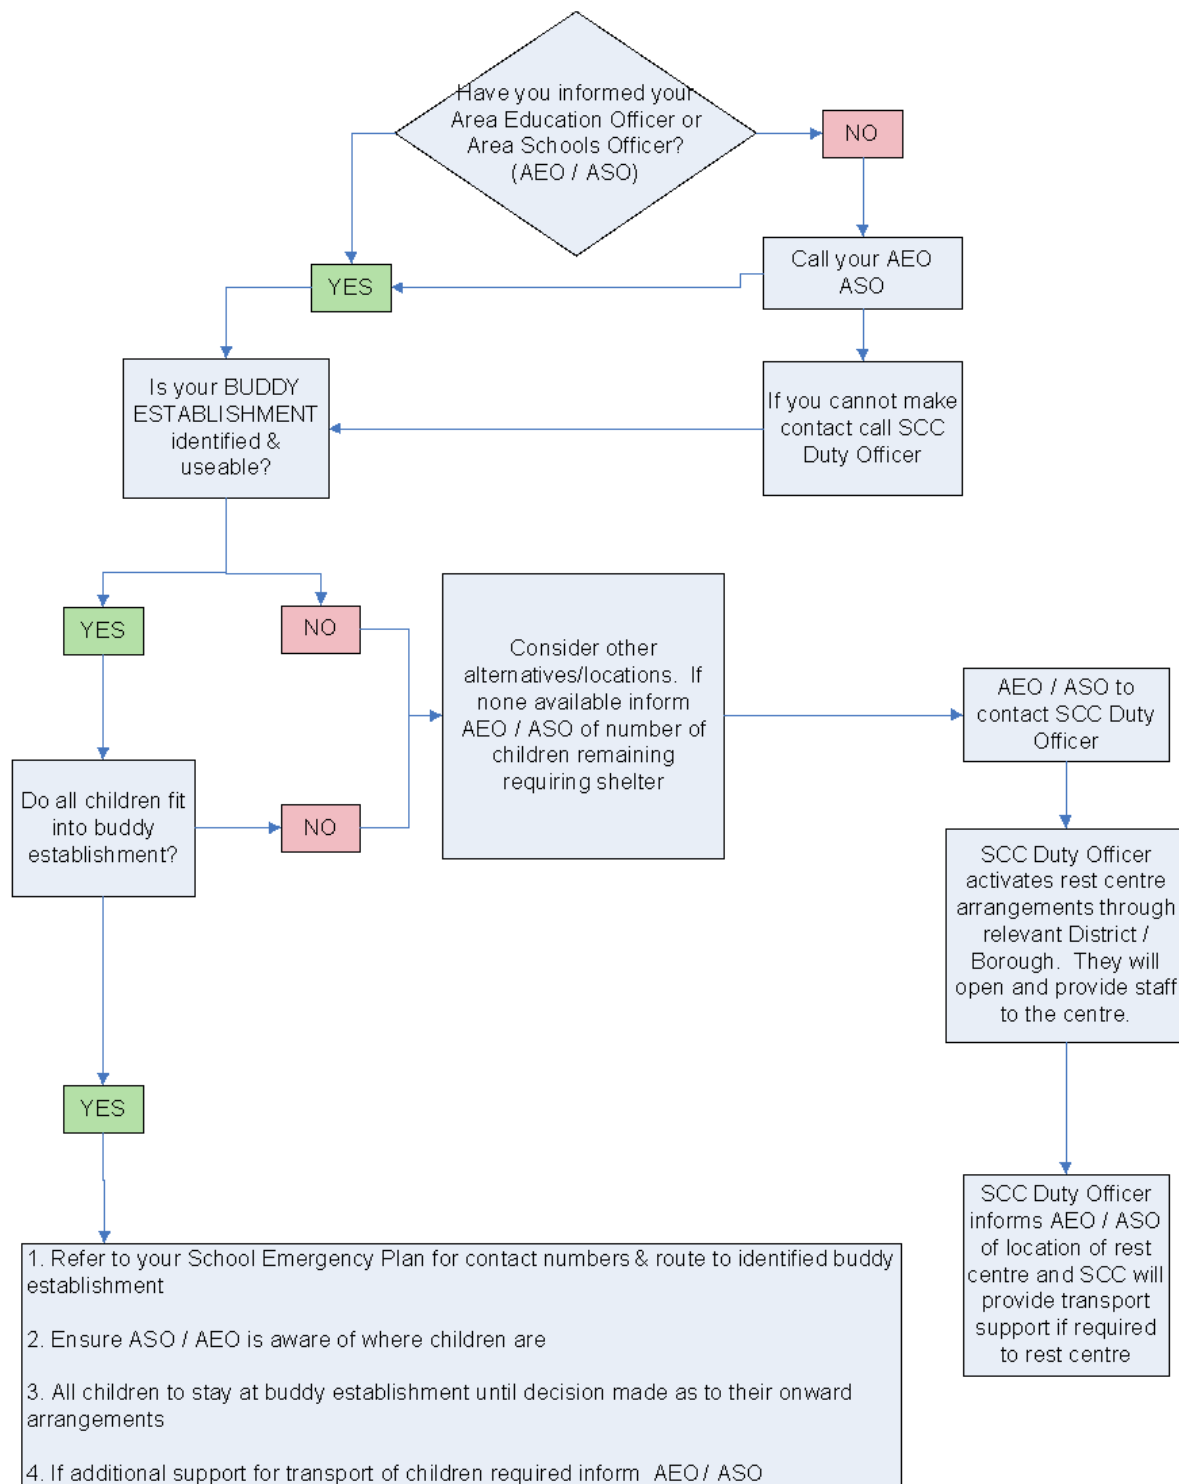 Have you informed your
Area Education Officer or
Area Schools Officer?
(AEO / ASO)
NO
Call your AEO
ASO
YES
Is your BUDDY
ESTABLISHMENT
identified &
useable?
If you cannot make
contact call SCC
Duty Officer
YES
NO
Consider other
alternatives/locations. If
none available inform
AEO / ASO of number of
children remaining
requiring shelter
AEO / ASO to
contact SCC Duty
Officer
Do all children fit
into buddy
establishment?
NO
SCC Duty Officer
activates rest centre
arrangements through
relevant District /
Borough. They will
open and provide staff
to the centre.
YES
SCC Duty Officer
informs AEO / ASO
of location of rest
centre and SCC will
provide transport
support if required
to rest centre
1. Refer to your School Emergency Plan for contact numbers & route to identified buddy
establishment
2. Ensure ASO / AEO is aware of where children are
3. All children to stay at buddy establishment until decision made as to their onward
arrangements
4. If additional support for transport of children required inform AEO / ASO